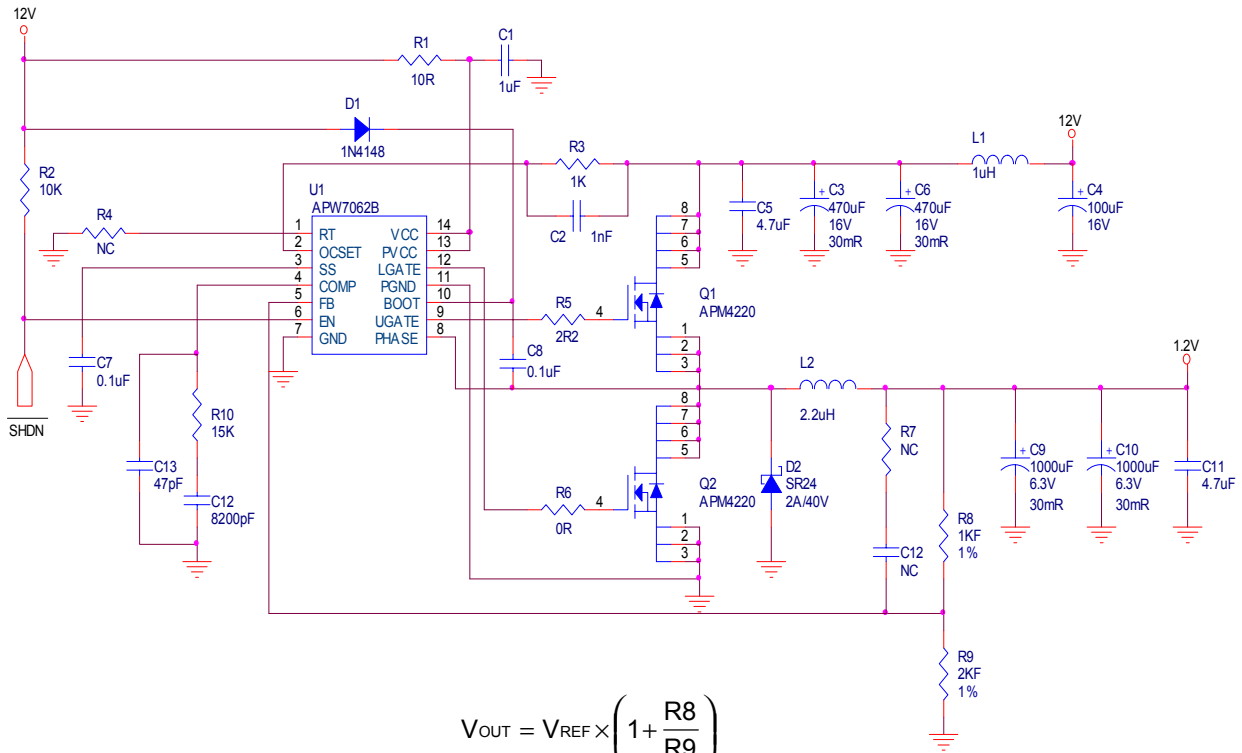 12V
R1
10R
C1
1uF
D1
1N4148
R2
10K
R3
1K
C2
1nF
L1
1uH
12V
C5
4.7uF
+ C3
470uF
16V
30mR
+ C6
470uF
16V
30mR
+ C4
100uF
16V
R4
NC
U1
APW7062B
1 RT
2 OCSET
3 SS
4 COMP
5 FB
6 EN
7 GND
VCC 14
PVCC 13
LGATE 12
PGND 11
BOOT 10
UGATE 9
PHASE 8
8
7
6
5
R5
2R2
4
Q1
APM4220
1
2
3
C7
0.1uF
C8
0.1uF
SHDN
L2
2.2uH
1.2V
R10
15K
C13
47pF
C12
8200pF
8
7
6
5
R6
0R
4
Q2
APM4220
1
2
3
D2
SR24
2A/40V
R7
NC
C12
NC
R8
1KF
1%
+ C9
1000uF
6.3V
30mR
+ C10
1000uF
6.3V
30mR
C11
4.7uF
R9
2KF
1%
VOUT = VREF × (1 + R8/R9)